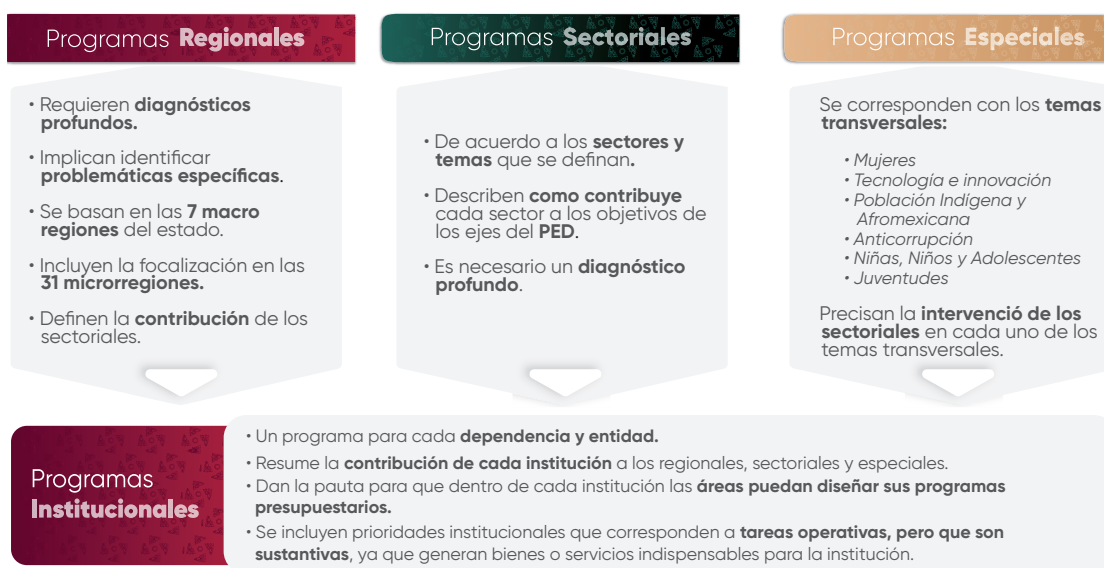 Programas Regionales
• Requieren diagnósticos
profundos.
• Implican identificar
problemáticas específicas.
• Se basan en las 7 macro
regiones del estado.
• Incluyen la focalización en las
31 microrregiones.
• Definen la contribución de los
sectoriales.
Programas Sectoriales
• De acuerdo a los sectores y
temas que se definan.
• Describen como contribuye
cada sector a los objetivos de
los ejes del PED.
• Es necesario un diagnóstico
profundo.
Programas Especiales
Se corresponden con los temas
transversales:
• Mujeres
• Tecnología e innovación
• Población Indígena y
Afromexicana
• Anticorrupción
• Niñas, Niños y Adolescentes
• Juventudes
Precisan la intervenció de los
sectoriales en cada uno de los
temas transversales.
Programas
Institucionales
• Un programa para cada dependencia y entidad.
• Resume la contribución de cada institución a los regionales, sectoriales y especiales.
• Dan la pauta para que dentro de cada institución las áreas puedan diseñar sus programas
presupuestarios.
• Se incluyen prioridades institucionales que corresponden a tareas operativas, pero que son
sustantivas, ya que generan bienes o servicios indispensables para la institución.